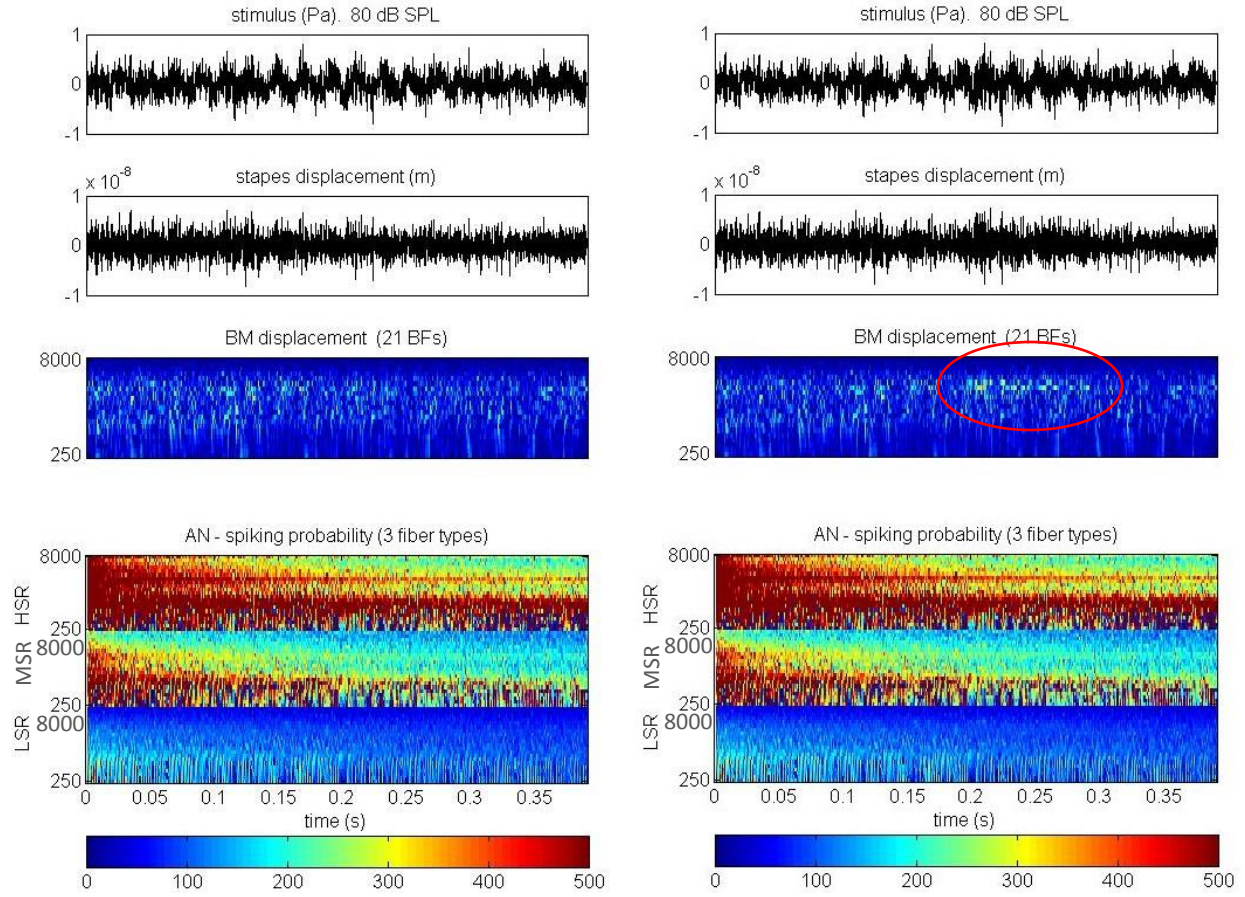 stimulus (Pa). 80 dB SPL
1
0
-1
stapes displacement (m)
x 10-8
1
0
-1
BM displacement (21 BFs)
8000
250
AN - spiking probability (3 fiber types)
8000
HSR
250
8000
MSR
250
8000
LSR
250
0 0.05 0.1 0.15 0.2 0.25 0.3 0.35
time (s)
0 100 200 300 400 500
stimulus (Pa). 80 dB SPL
1
0
-1
stapes displacement (m)
x 10-8
1
0
-1
BM displacement (21 BFs)
8000
250
AN - spiking probability (3 fiber types)
8000
HSR
250
8000
MSR
250
8000
LSR
250
0 0.05 0.1 0.15 0.2 0.25 0.3 0.35
time (s)
0 100 200 300 400 500